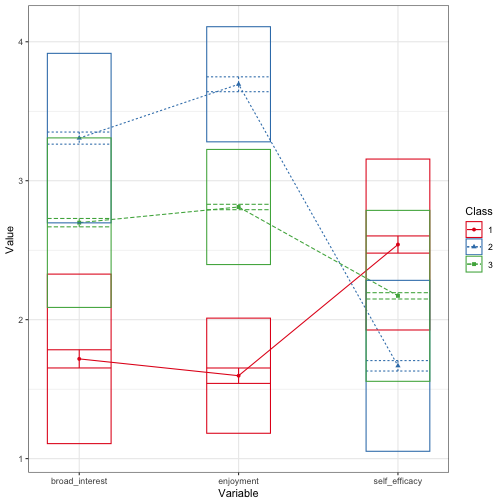 4
3
2
1
Value
broad_interest enjoyment self_efficacy
Variable
Class
1
2
3